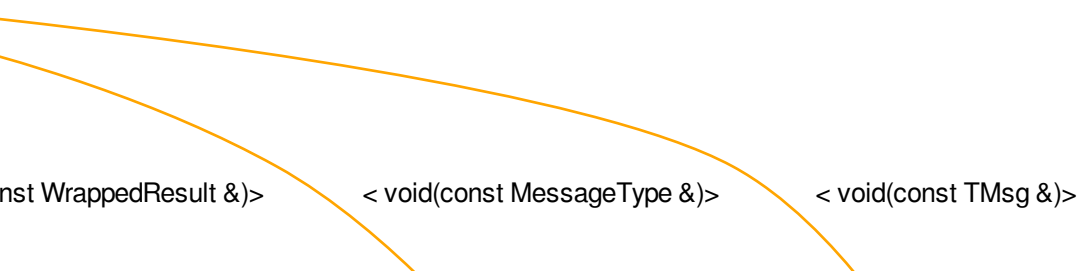 nst WrappedResult &)> < void(const MessageType &)> < void(const TMsg &)>